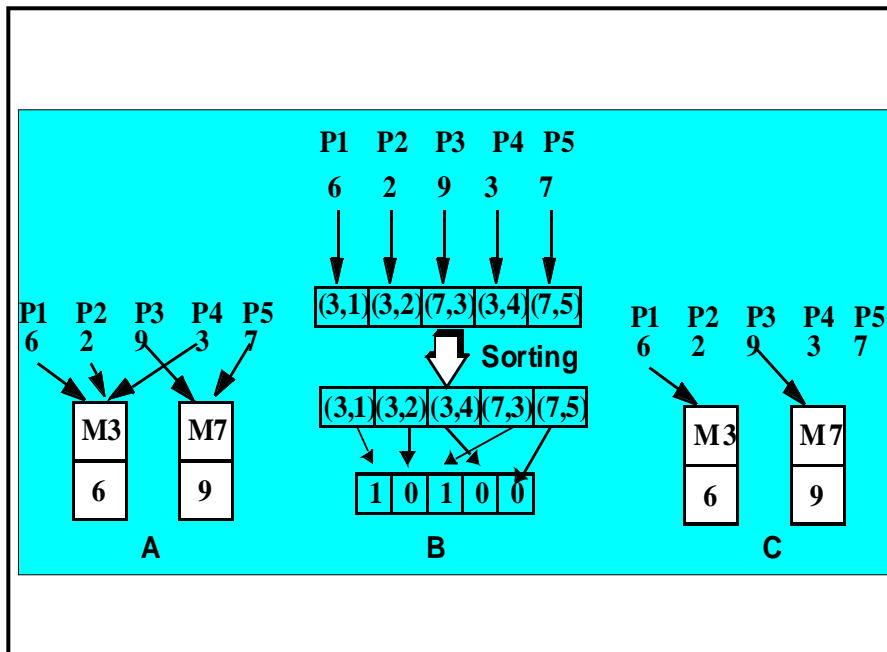 P1 P2 P3 P4 P5
6 2 9 3 7
(3,1) (3,2) (7,3) (3,4) (7,5)
Sorting
(3,1) (3,2) (3,4) (7,3) (7,5)
1 0 1 0 0
B
P1 P2 P3 P4 P5
6 2 9 3 7
M3 M7
6 9
A
P1 P2 P3 P4 P5
6 2 9 3 7
M3 M7
6 9
C